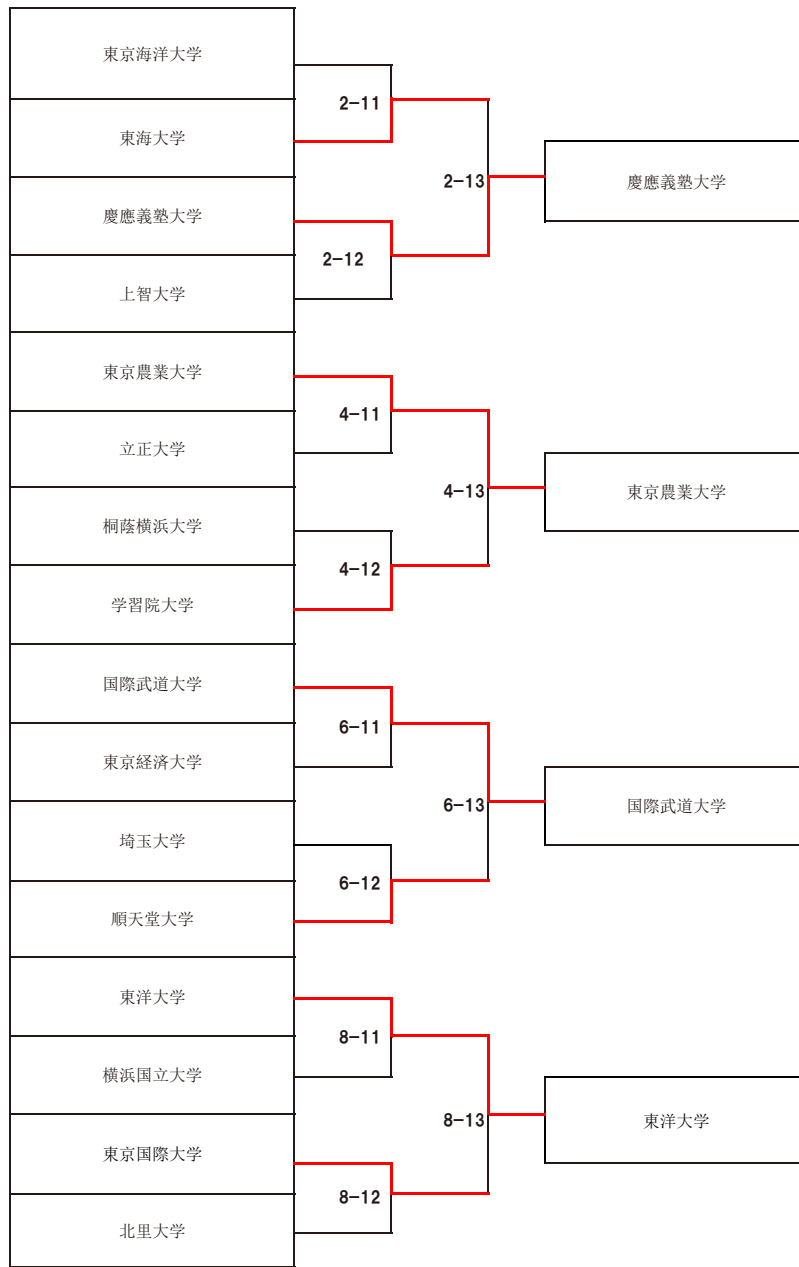 東京海洋大学
2-11
東海大学
2-13
慶應義塾大学
慶應義塾大学
2-12
上智大学
東京農業大学
4-11
立正大学
4-13
東京農業大学
桐蔭横浜大学
4-12
学習院大学
国際武道大学
6-11
東京経済大学
6-13
国際武道大学
埼玉大学
6-12
順天堂大学
東洋大学
8-11
横浜国立大学
8-13
東洋大学
東京国際大学
8-12
北里大学